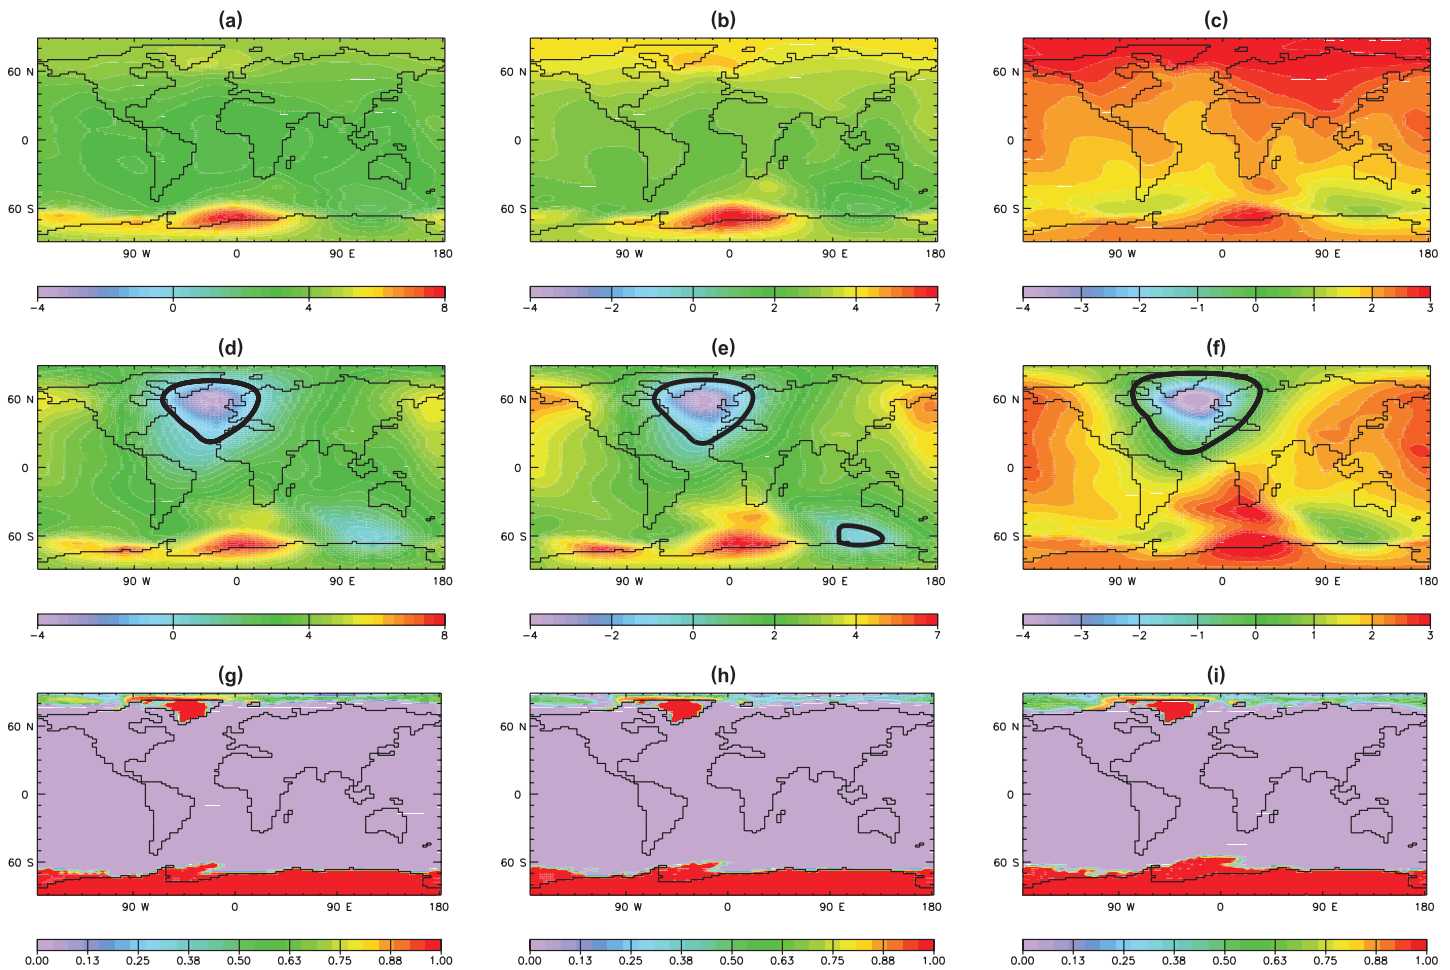 (a) (b) (c)
60 N 60 N 60 N
0 0 0
60 S 60 S 60 S
90 W 0 90 E 180 90 W 0 90 E 180 90 W 0 90 E 180
−4 0 4 8 −4 −2 0 2 4 7 −4 −3 −2 −1 0 1 2 3
(d) (e) (f)
60 N 60 N 60 N
0 0 0
60 S 60 S 60 S
90 W 0 90 E 180 90 W 0 90 E 180 90 W 0 90 E 180
−4 0 4 8 −4 −2 0 2 4 7 −4 −3 −2 −1 0 1 2 3
(g) (h) (i)
60 N 60 N 60 N
0 0 0
60 S 60 S 60 S
90 W 0 90 E 180 90 W 0 90 E 180 90 W 0 90 E 180
0.00 0.13 0.25 0.38 0.50 0.63 0.75 0.88 1.00 0.00 0.13 0.25 0.38 0.50 0.63 0.75 0.88 1.00 0.00 0.13 0.25 0.38 0.50 0.63 0.75 0.88 1.00